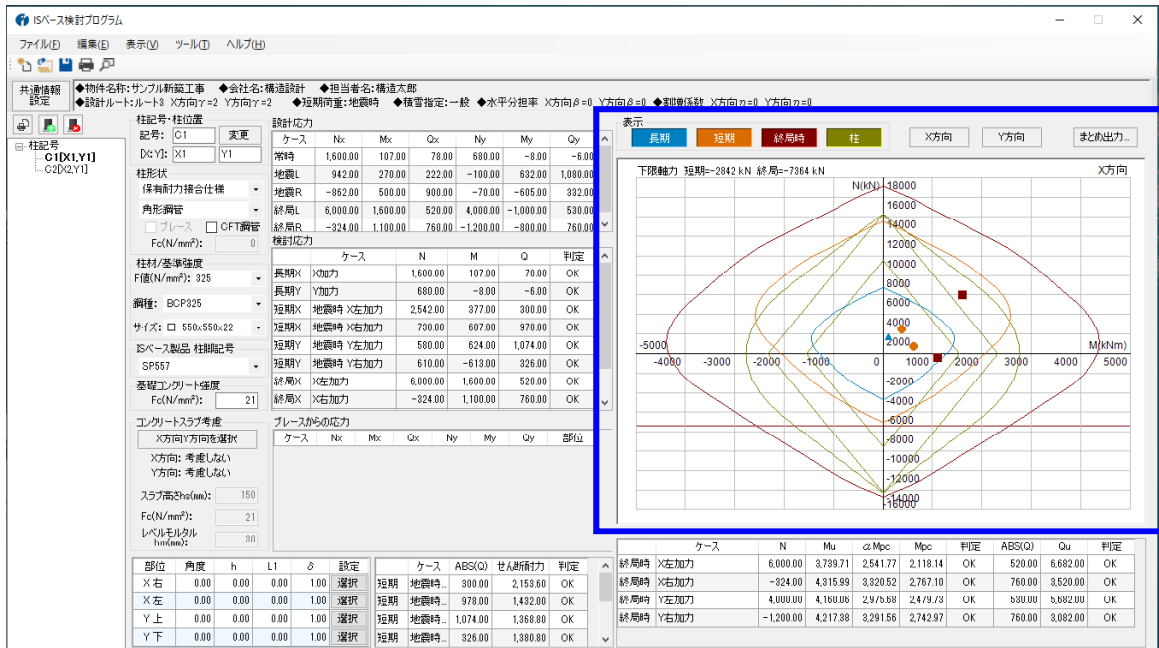 ISベース検討プログラム
ファイル(F) 編集(E) 表示(V) ツール(T) ヘルプ(H)
共通情報設定
◆物件名称:サンプル新築工事 ◆会社名:構造設計 ◆担当者名:構造太郎
◆設計ルート:ルート3 X方向γ=2 Y方向γ=2 ◆短期荷重:地震時 ◆積雪指定:一般 ◆水平分担率 X方向β=0 Y方向β=0 ◆割増係数 X方向n=0 Y方向n=0
柱記号
C1[X1,Y1]
C2[X2,Y1]
柱記号・柱位置
記号: C1 変更
[X:Y]: X1 Y1
柱形状
保有耐力接合仕様
角形鋼管
ブレース CFT鋼管
Fc(N/mm²): 0
柱材/基準強度
F値(N/mm²): 325
鋼種: BCP325
サイズ: □ 550x550x22
ISベース製品 柱脚記号
SP557
基礎コンクリート強度
Fc(N/mm²): 21
コンクリートスラブ考慮
X方向Y方向を選択
X方向: 考慮しない
Y方向: 考慮しない
スラブ高さhs(mm): 150
Fc(N/mm²): 21
レベルモルタル
hm(mm): 30
設計応力
ケース Nx Mx Qx Ny My Qy
常時 1,600.00 107.00 78.00 680.00 -8.00 -6.00
地震L 942.00 270.00 222.00 -100.00 632.00 1,080.00
地震R -862.00 500.00 900.00 -70.00 -605.00 332.00
終局L 6,000.00 1,600.00 520.00 4,000.00 -1,000.00 530.00
終局R -324.00 1,100.00 760.00 -1,200.00 -800.00 760.00
検討応力
ケース N M Q 判定
長期X X加力 1,600.00 107.00 70.00 OK
長期Y Y加力 680.00 -8.00 -6.00 OK
短期X 地震時 X左加力 2,542.00 377.00 300.00 OK
短期X 地震時 X右加力 730.00 607.00 970.00 OK
短期Y 地震時 Y左加力 580.00 624.00 1,074.00 OK
短期Y 地震時 Y右加力 610.00 -613.00 326.00 OK
終局X X左加力 6,000.00 1,600.00 520.00 OK
終局X X右加力 -324.00 1,100.00 760.00 OK
ブレースからの応力
ケース Nx Mx Qx Ny My Qy 部位
表示
長期 短期 終局時 柱 X方向 Y方向 まとめ出力...
下限軸力 短期=-2842 kN 終局=-7364 kN
X方向
N(kN) 18000
16000
14000
12000
10000
8000
6000
4000
2000
-5000 M(kNm)
-4000 -3000 -2000 -1000 0 1000 2000 3000 4000 5000
-2000
-4000
-6000
-8000
-10000
-12000
-14000
-16000
部位 角度 h L1 δ 設定
X右 0.00 0.00 0.00 1.00 選択
X左 0.00 0.00 0.00 1.00 選択
Y上 0.00 0.00 0.00 1.00 選択
Y下 0.00 0.00 0.00 1.00 選択
ケース ABS(Q) せん断耐力 判定
短期 地震時... 300.00 2,153.60 OK
短期 地震時... 978.00 1,432.00 OK
短期 地震時... 1,074.00 1,368.80 OK
短期 地震時... 326.00 1,380.80 OK
ケース N Mu αMpc Mpc 判定 ABS(Q) Qu 判定
終局時 X左加力 6,000.00 3,739.71 2,541.77 2,118.14 OK 520.00 6,682.00 OK
終局時 X右加力 -324.00 4,315.99 3,320.52 2,767.10 OK 760.00 3,520.00 OK
終局時 Y左加力 4,000.00 4,160.06 2,975.68 2,479.73 OK 530.00 5,682.00 OK
終局時 Y右加力 -1,200.00 4,217.38 3,291.56 2,742.97 OK 760.00 3,082.00 OK